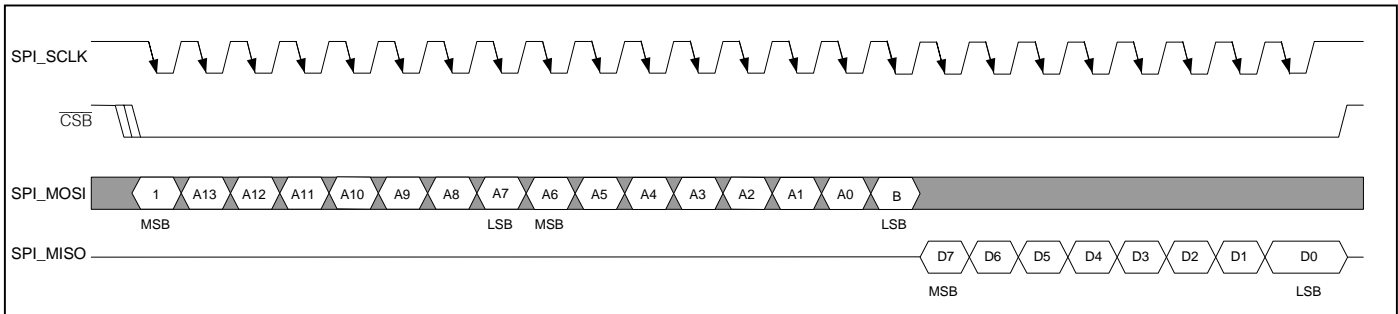 SPI_SCLK
CSB
SPI_MOSI 1 A13 A12 A11 A10 A9 A8 A7 A6 A5 A4 A3 A2 A1 A0 B
MSB LSB MSB LSB
SPI_MISO D7 D6 D5 D4 D3 D2 D1 D0
MSB LSB